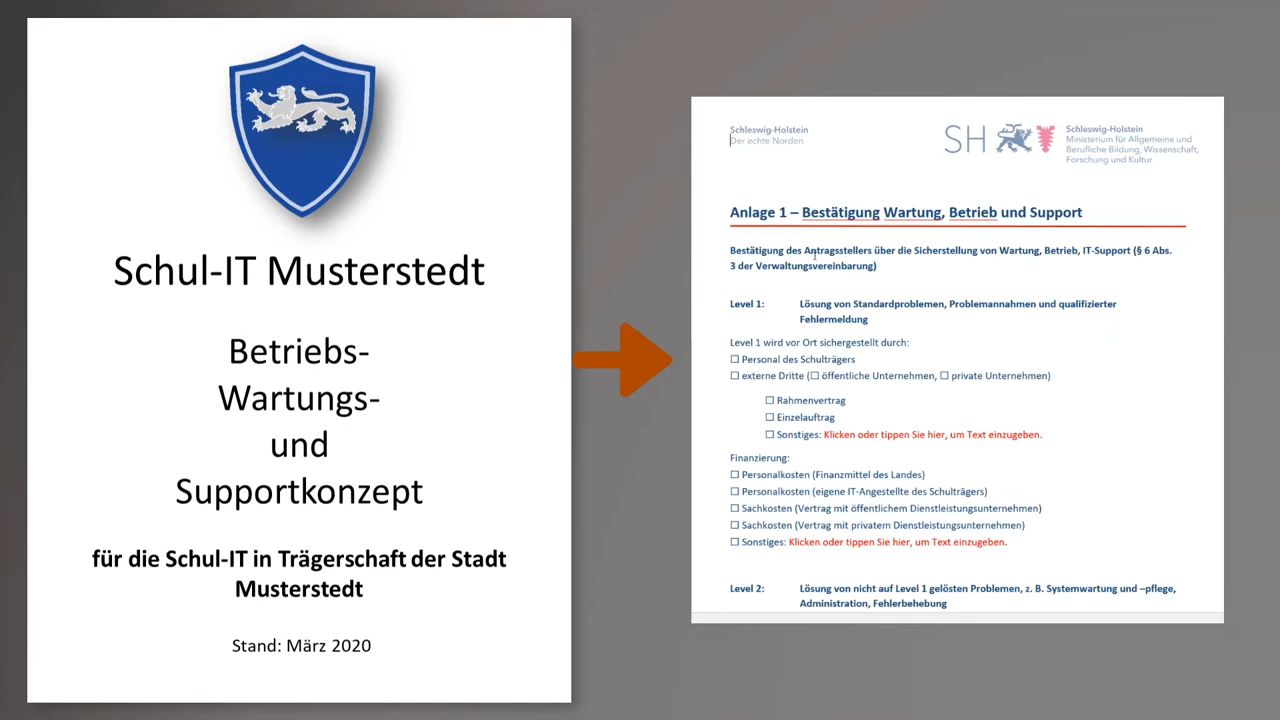 Schul-IT Musterstedt
Betriebs-
Wartungs-
und
Supportkonzept
für die Schul-IT in Trägerschaft der Stadt
Musterstedt
Stand: März 2020
Schleswig-Holstein
Der echte Norden
SH
Schleswig-Holstein
Ministerium für Allgemeine und
Berufliche Bildung, Wissenschaft,
Forschung und Kultur
Anlage 1 – Bestätigung Wartung, Betrieb und Support
Bestätigung des Antragsstellers über die Sicherstellung von Wartung, Betrieb, IT-Support (§ 6 Abs.
3 der Verwaltungsvereinbarung)
Level 1: Lösung von Standardproblemen, Problemannahmen und qualifizierter
Fehlermeldung
Level 1 wird vor Ort sichergestellt durch:
☐ Personal des Schulträgers
☐ externe Dritte (☐ öffentliche Unternehmen, ☐ private Unternehmen)
☐ Rahmenvertrag
☐ Einzelauftrag
☐ Sonstiges: Klicken oder tippen Sie hier, um Text einzugeben.
Finanzierung:
☐ Personalkosten (Finanzmittel des Landes)
☐ Personalkosten (eigene IT-Angestellte des Schulträgers)
☐ Sachkosten (Vertrag mit öffentlichem Dienstleistungsunternehmen)
☐ Sachkosten (Vertrag mit privatem Dienstleistungsunternehmen)
☐ Sonstiges: Klicken oder tippen Sie hier, um Text einzugeben.
Level 2: Lösung von nicht auf Level 1 gelösten Problemen, z. B. Systemwartung und –pflege,
Administration, Fehlerbehebung